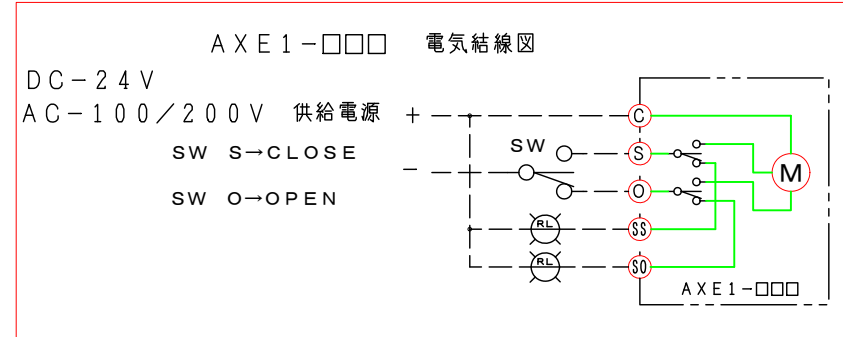 AXE1-□□□ 電気結線図
DC-24V
AC-100/200V 供給電源 +
C
SW S→CLOSE
SW
S
-
M
SW O→OPEN
O
RL
SS
RL
SO
AXE1-□□□